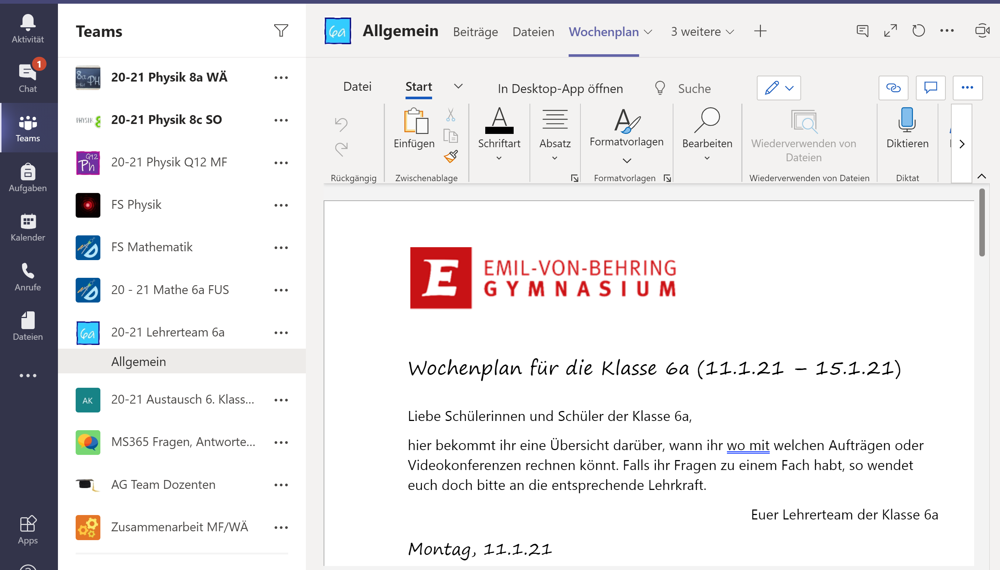 Aktivität
Chat
1
Teams
Aufgaben
Kalender
Anrufe
Dateien
Apps
Teams
8a PH
20-21 Physik 8a WÄ
PHYSIK 8
20-21 Physik 8c SO
Q12
Ph
20-21 Physik Q12 MF
FS Physik
FS Mathematik
20 - 21 Mathe 6a FUS
6a
20-21 Lehrerteam 6a
Allgemein
AK
20-21 Austausch 6. Klass...
MS365 Fragen, Antworte...
AG Team Dozenten
Zusammenarbeit MF/WÄ
6a
Allgemein
Beiträge
Dateien
Wochenplan
3 weitere
Datei
Start
In Desktop-App öffnen
Suche
Einfügen
Schriftart
Absatz
Formatvorlagen
Bearbeiten
Wiederverwenden von
Dateien
Diktieren
Rückgängig
Zwischenablage
Formatvorlagen
Wiederverwenden von Dateien
Diktat
E
EMIL-VON-BEHRING
GYMNASIUM
Wochenplan für die Klasse 6a (11.1.21 – 15.1.21)
Liebe Schülerinnen und Schüler der Klasse 6a,
hier bekommt ihr eine Übersicht darüber, wann ihr wo mit welchen Aufträgen oder
Videokonferenzen rechnen könnt. Falls ihr Fragen zu einem Fach habt, so wendet
euch doch bitte an die entsprechende Lehrkraft.
Euer Lehrerteam der Klasse 6a
Montag, 11.1.21